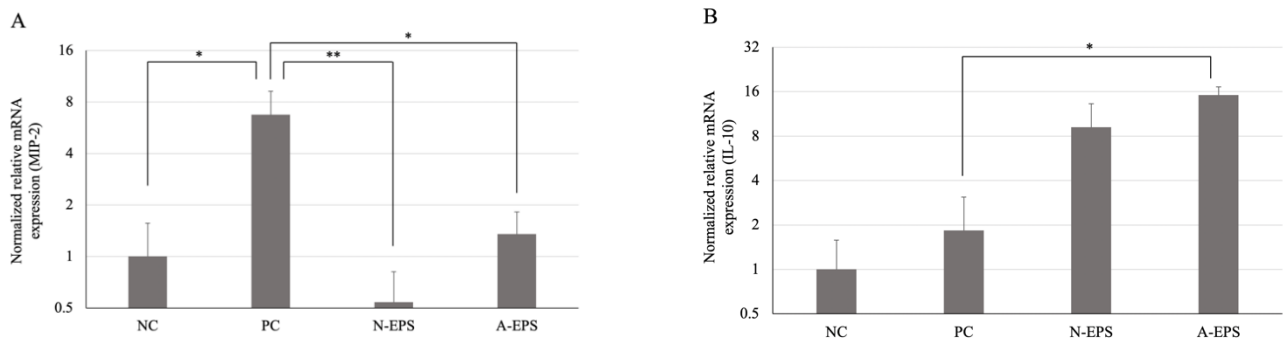 A
Normalized relative mRNA
expression (MIP-2)
16
8
4
2
1
0.5
*
**
*
NC
PC
N-EPS
A-EPS
B
Normalized relative mRNA
expression (IL-10)
32
16
8
4
2
1
0.5
*
NC
PC
N-EPS
A-EPS